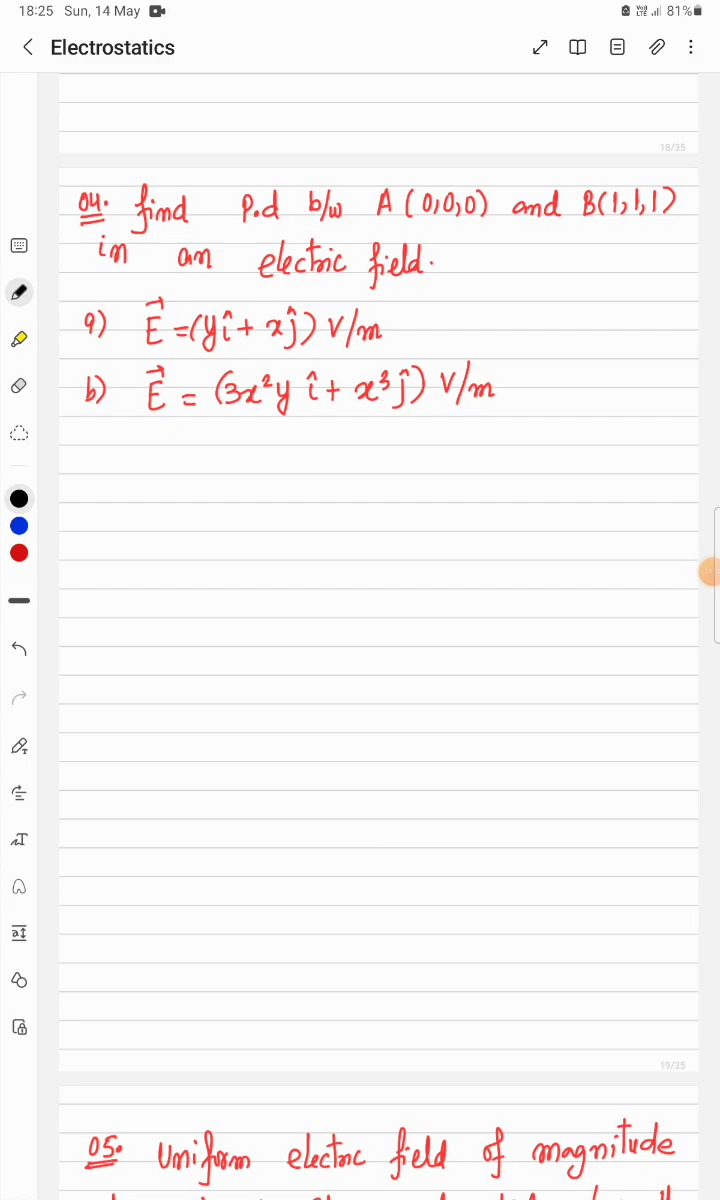 18:25 Sun, 14 May
81%
Electrostatics
18/35
04. find P.d b/w A (0,0,0) and B(1,1,1)
in an electric field.
a) E⃗ =(yî + xĵ) V/m
b) E⃗ = (3x²y î + x³ĵ) V/m
19/35
05. Uniform electric field of magnitude